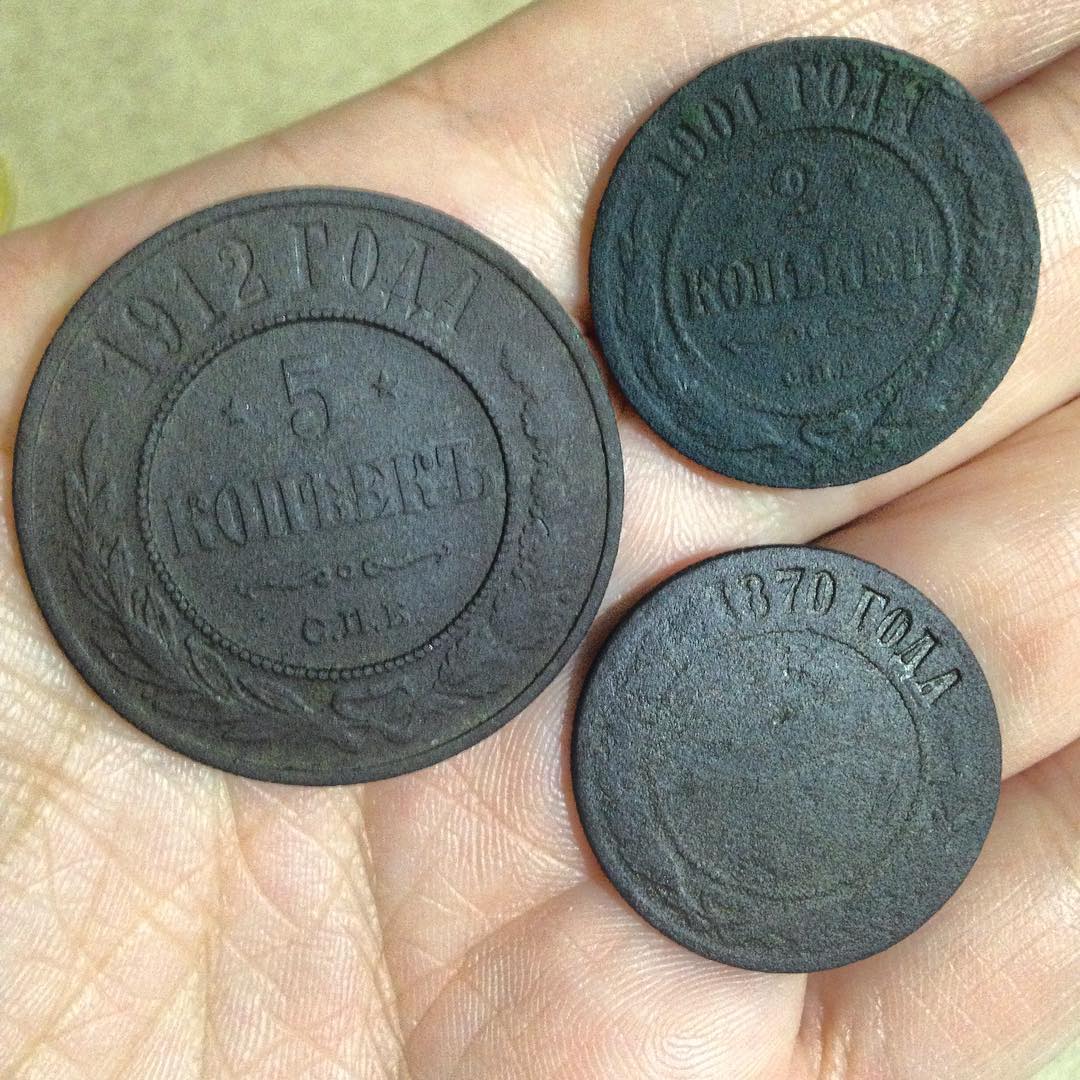 1912 ГОДА
5
КОПѢЕКЪ
С.П.Б.
1901 ГОДА
2
КОПѢЙКИ
С.П.Б.
1870 ГОДА